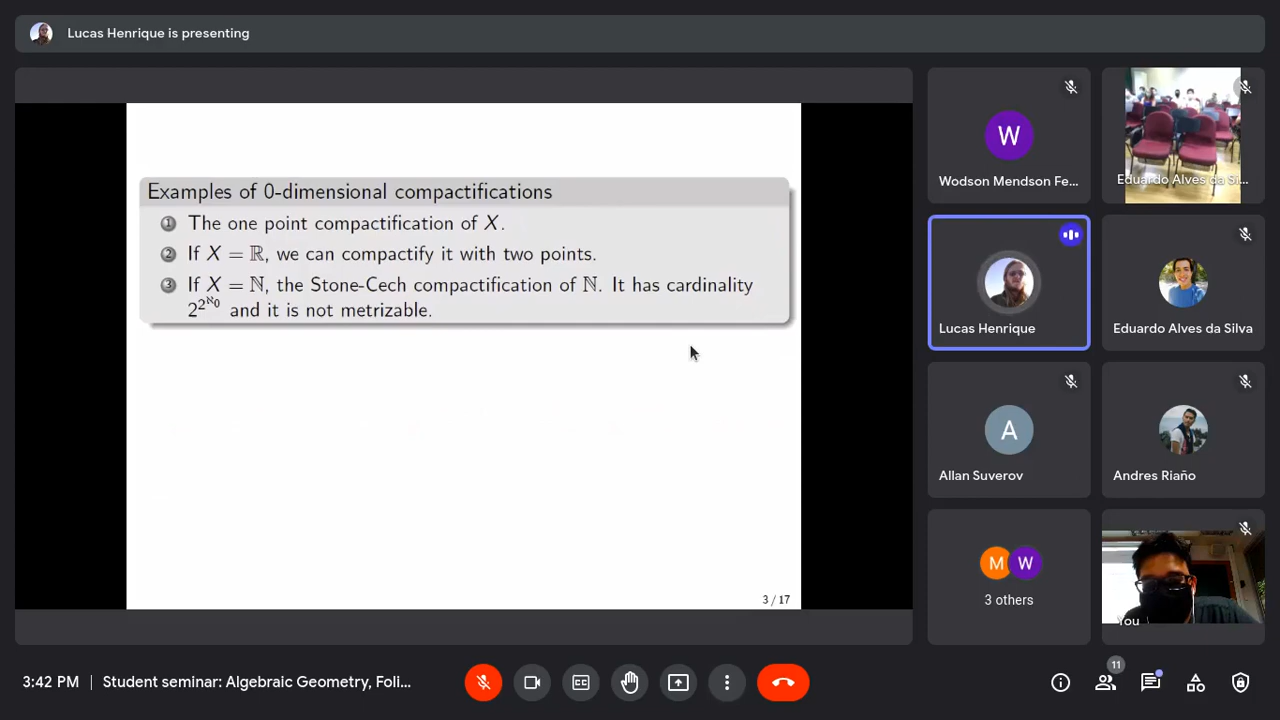 Lucas Henrique is presenting
Examples of 0-dimensional compactifications
1 The one point compactification of X.
2 If X = ℝ, we can compactify it with two points.
3 If X = ℕ, the Stone-Cech compactification of ℕ. It has cardinality
2^{2^{ℵ_0}} and it is not metrizable.
3 / 17
W
Wodson Mendson Fe...
Eduardo Alves da Si...
Lucas Henrique
Eduardo Alves da Silva
A
Allan Suverov
Andres Riaño
M W
3 others
You
3:42 PM | Student seminar: Algebraic Geometry, Foli...
CC
11